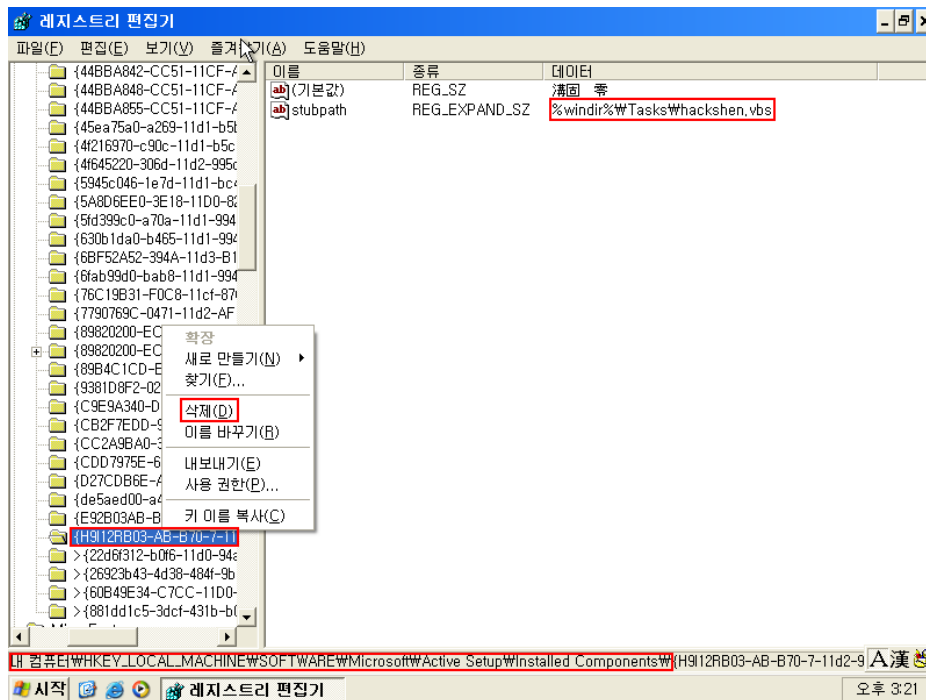 레지스트리 편집기
파일(F) 편집(E) 보기(V) 즐겨찾기(A) 도움말(H)
이름 종류 데이터
(기본값) REG_SZ 溝固 零
stubpath REG_EXPAND_SZ %windir%₩Tasks₩hackshen.vbs
{44BBA842-CC51-11CF-A
{44BBA848-CC51-11CF-A
{44BBA855-CC51-11CF-A
{45ea75a0-a269-11d1-b5b
{4f216970-c90c-11d1-b5c
{4f645220-306d-11d2-995d
{5945c046-1e7d-11d1-bc4
{5A8D6EE0-3E18-11D0-82
{5fd399c0-a70a-11d1-994
{630b1da0-b465-11d1-994
{6BF52A52-394A-11D3-B1
{6fab99d0-bab8-11d1-994
{76C19B31-F0C8-11cf-87
{7790769C-0471-11d2-AF
{89820200-EC
{89820200-EC
{89B4C1CD-E
{9381D8F2-02
{C9E9A340-D
{CB2F7EDD-9
{CC2A9BA0-3
{CDD7975E-6
{D27CDB6E-A
{de5aed00-a4
{E92B03AB-B
{H9I12RB03-AB-B70-7-11
>{22d6f312-b0f6-11d0-94a
>{26923b43-4d38-484f-9b
>{60B49E34-C7CC-11D0-
>{881dd1c5-3dcf-431b-b0
확장
새로 만들기(N)
찾기(F)...
삭제(D)
이름 바꾸기(R)
내보내기(E)
사용 권한(P)...
키 이름 복사(C)
내 컴퓨터₩HKEY_LOCAL_MACHINE₩SOFTWARE₩Microsoft₩Active Setup₩Installed Components₩{H9I12RB03-AB-B70-7-11d2-9
A漢
시작 레지스트리 편집기 오후 3:21